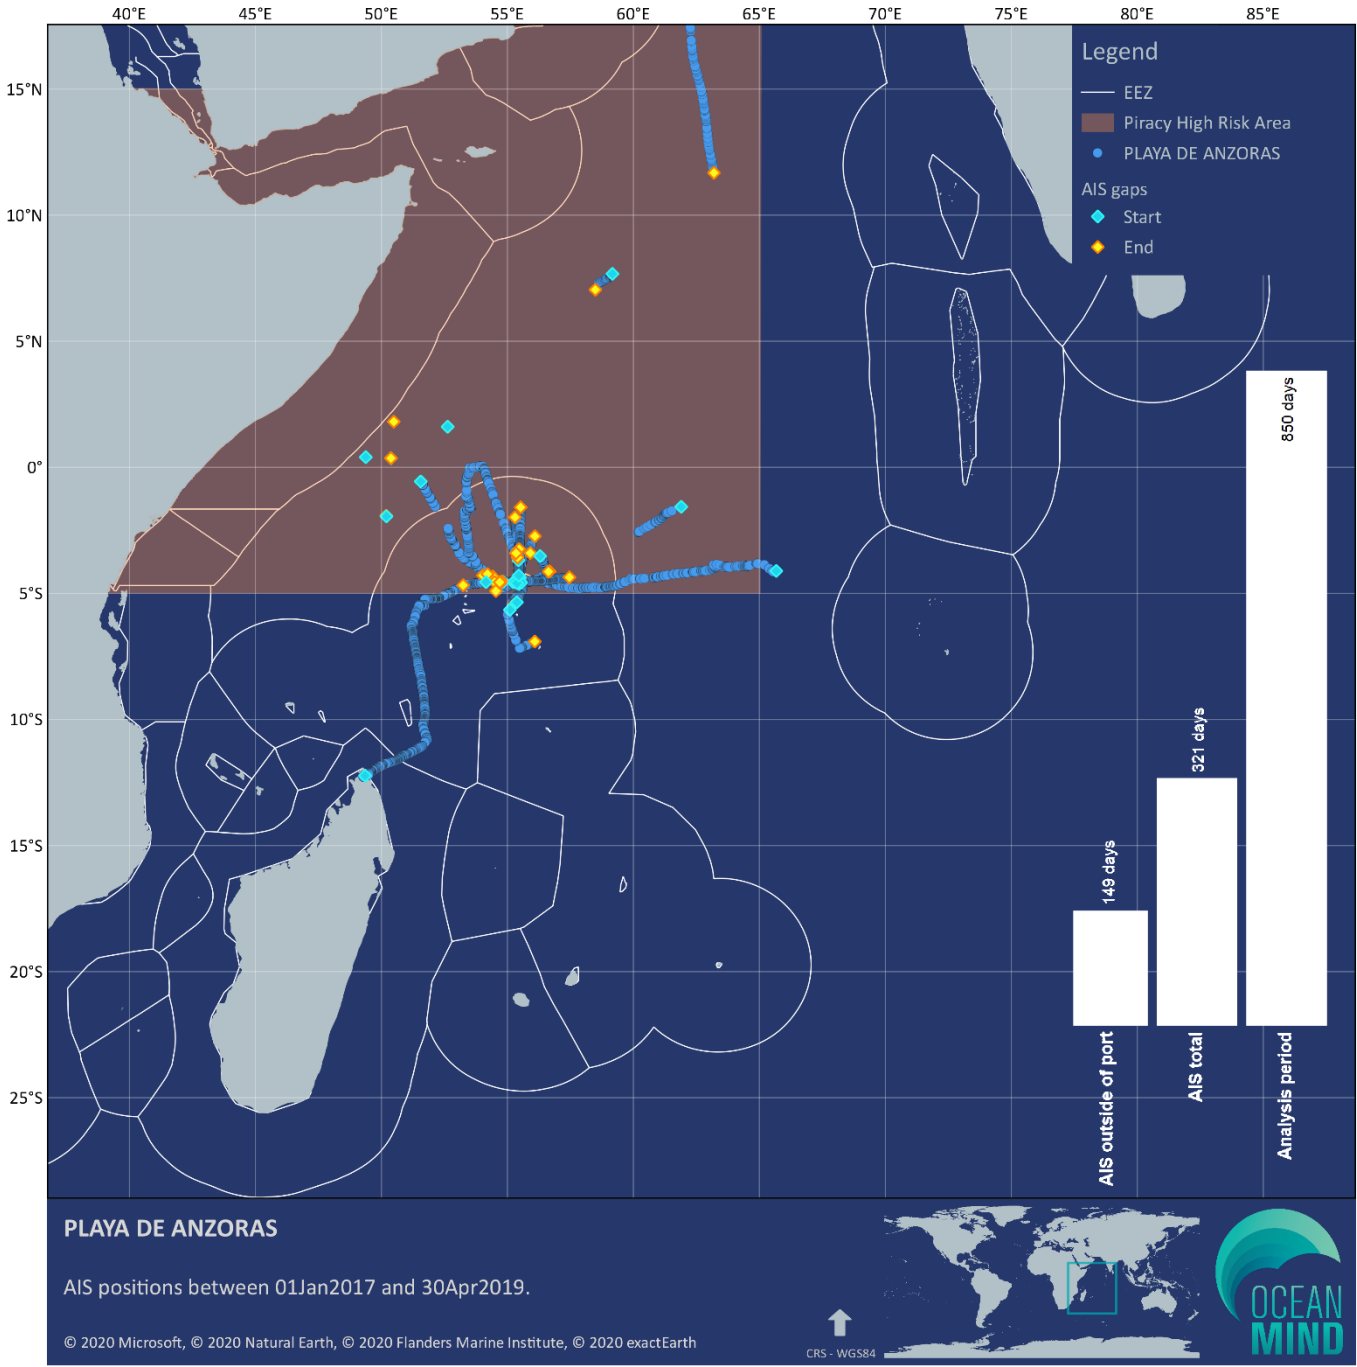 40°E 45°E 50°E 55°E 60°E 65°E 70°E 75°E 80°E 85°E
15°N
10°N
5°N
0°
5°S
10°S
15°S
20°S
25°S
Legend
EEZ
Piracy High Risk Area
PLAYA DE ANZORAS
AIS gaps
Start
End
149 days
321 days
850 days
AIS outside of port
AIS total
Analysis period
PLAYA DE ANZORAS
AIS positions between 01Jan2017 and 30Apr2019.
© 2020 Microsoft, © 2020 Natural Earth, © 2020 Flanders Marine Institute, © 2020 exactEarth
CRS - WGS84
OCEAN
MIND